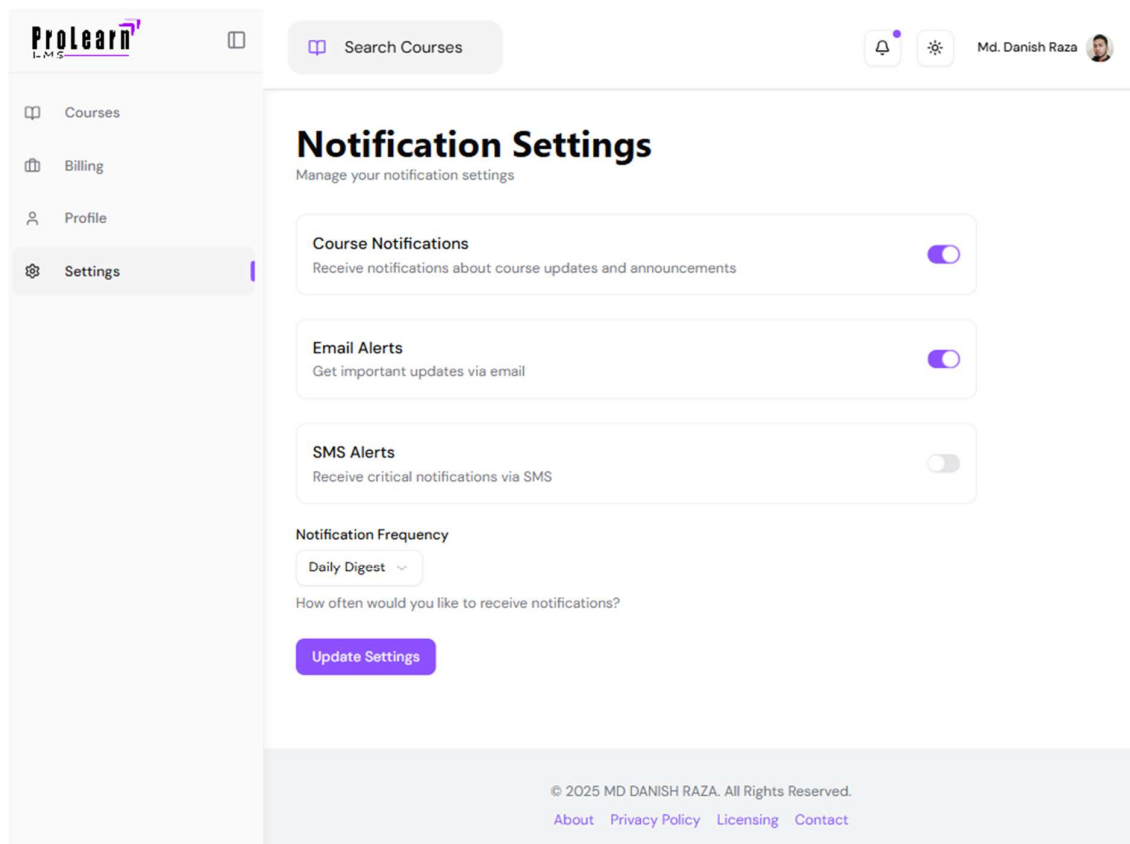 ProLearn
LMS
Search Courses
Md. Danish Raza
Courses
Billing
Profile
Settings
Notification Settings
Manage your notification settings
Course Notifications
Receive notifications about course updates and announcements
Email Alerts
Get important updates via email
SMS Alerts
Receive critical notifications via SMS
Notification Frequency
Daily Digest
How often would you like to receive notifications?
Update Settings
© 2025 MD DANISH RAZA. All Rights Reserved.
About Privacy Policy Licensing Contact